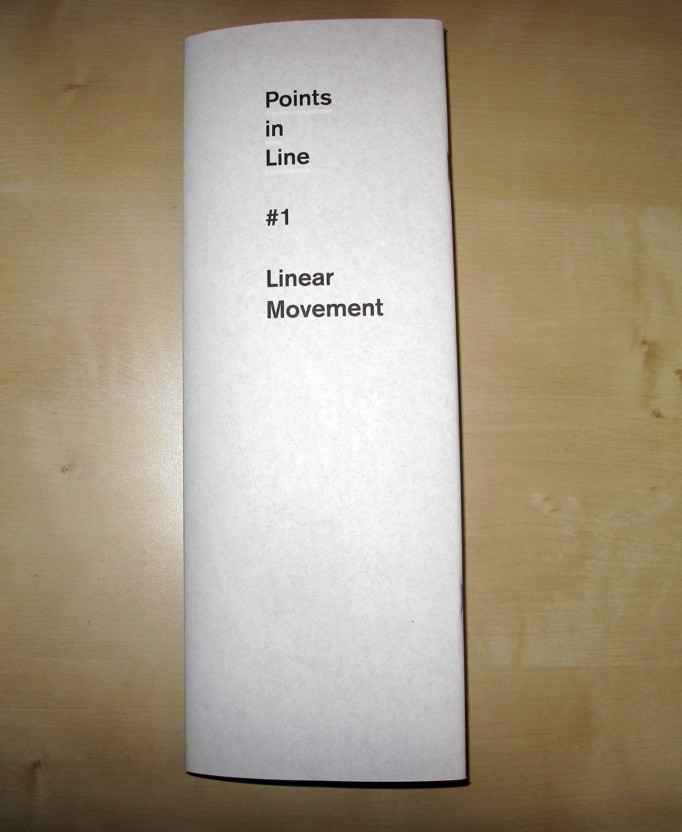 Points
in
Line
#1
Linear
Movement